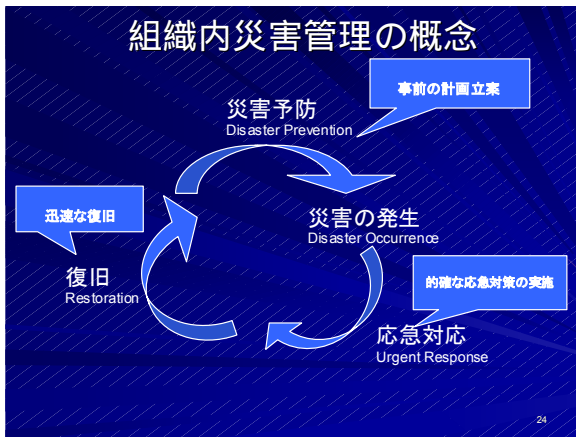 組織内災害管理の概念
事前の計画立案
災害予防
Disaster Prevention
迅速な復旧
災害の発生
Disaster Occurrence
復旧
Restoration
的確な応急対策の実施
応急対応
Urgent Response
24